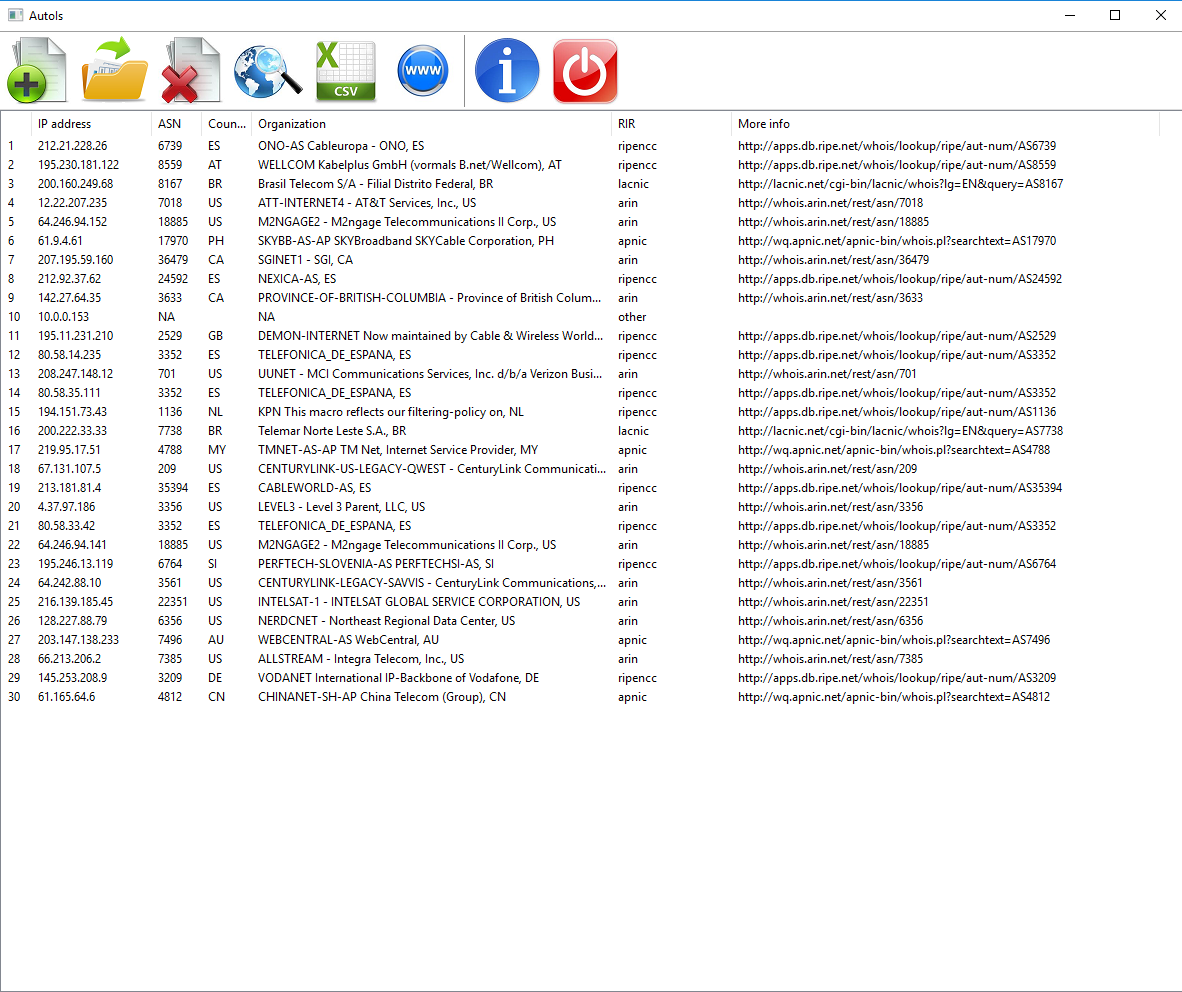 Autols
X
CSV
WWW
i
IP address ASN Coun... Organization RIR More info
1 212.21.228.26 6739 ES ONO-AS Cableuropa - ONO, ES ripencc http://apps.db.ripe.net/whois/lookup/ripe/aut-num/AS6739
2 195.230.181.122 8559 AT WELLCOM Kabelplus GmbH (vormals B.net/Wellcom), AT ripencc http://apps.db.ripe.net/whois/lookup/ripe/aut-num/AS8559
3 200.160.249.68 8167 BR Brasil Telecom S/A - Filial Distrito Federal, BR lacnic http://lacnic.net/cgi-bin/lacnic/whois?lg=EN&query=AS8167
4 12.22.207.235 7018 US ATT-INTERNET4 - AT&T Services, Inc., US arin http://whois.arin.net/rest/asn/7018
5 64.246.94.152 18885 US M2NGAGE2 - M2ngage Telecommunications II Corp., US arin http://whois.arin.net/rest/asn/18885
6 61.9.4.61 17970 PH SKYBB-AS-AP SKYBroadband SKYCable Corporation, PH apnic http://wq.apnic.net/apnic-bin/whois.pl?searchtext=AS17970
7 207.195.59.160 36479 CA SGINET1 - SGI, CA arin http://whois.arin.net/rest/asn/36479
8 212.92.37.62 24592 ES NEXICA-AS, ES ripencc http://apps.db.ripe.net/whois/lookup/ripe/aut-num/AS24592
9 142.27.64.35 3633 CA PROVINCE-OF-BRITISH-COLUMBIA - Province of British Colum... arin http://whois.arin.net/rest/asn/3633
10 10.0.0.153 NA NA other
11 195.11.231.210 2529 GB DEMON-INTERNET Now maintained by Cable & Wireless World... ripencc http://apps.db.ripe.net/whois/lookup/ripe/aut-num/AS2529
12 80.58.14.235 3352 ES TELEFONICA_DE_ESPANA, ES ripencc http://apps.db.ripe.net/whois/lookup/ripe/aut-num/AS3352
13 208.247.148.12 701 US UUNET - MCI Communications Services, Inc. d/b/a Verizon Busi... arin http://whois.arin.net/rest/asn/701
14 80.58.35.111 3352 ES TELEFONICA_DE_ESPANA, ES ripencc http://apps.db.ripe.net/whois/lookup/ripe/aut-num/AS3352
15 194.151.73.43 1136 NL KPN This macro reflects our filtering-policy on, NL ripencc http://apps.db.ripe.net/whois/lookup/ripe/aut-num/AS1136
16 200.222.33.33 7738 BR Telemar Norte Leste S.A., BR lacnic http://lacnic.net/cgi-bin/lacnic/whois?lg=EN&query=AS7738
17 219.95.17.51 4788 MY TMNET-AS-AP TM Net, Internet Service Provider, MY apnic http://wq.apnic.net/apnic-bin/whois.pl?searchtext=AS4788
18 67.131.107.5 209 US CENTURYLINK-US-LEGACY-QWEST - CenturyLink Communicati... arin http://whois.arin.net/rest/asn/209
19 213.181.81.4 35394 ES CABLEWORLD-AS, ES ripencc http://apps.db.ripe.net/whois/lookup/ripe/aut-num/AS35394
20 4.37.97.186 3356 US LEVEL3 - Level 3 Parent, LLC, US arin http://whois.arin.net/rest/asn/3356
21 80.58.33.42 3352 ES TELEFONICA_DE_ESPANA, ES ripencc http://apps.db.ripe.net/whois/lookup/ripe/aut-num/AS3352
22 64.246.94.141 18885 US M2NGAGE2 - M2ngage Telecommunications II Corp., US arin http://whois.arin.net/rest/asn/18885
23 195.246.13.119 6764 SI PERFTECH-SLOVENIA-AS PERFTECHSI-AS, SI ripencc http://apps.db.ripe.net/whois/lookup/ripe/aut-num/AS6764
24 64.242.88.10 3561 US CENTURYLINK-LEGACY-SAVVIS - CenturyLink Communications,... arin http://whois.arin.net/rest/asn/3561
25 216.139.185.45 22351 US INTELSAT-1 - INTELSAT GLOBAL SERVICE CORPORATION, US arin http://whois.arin.net/rest/asn/22351
26 128.227.88.79 6356 US NERDCNET - Northeast Regional Data Center, US arin http://whois.arin.net/rest/asn/6356
27 203.147.138.233 7496 AU WEBCENTRAL-AS WebCentral, AU apnic http://wq.apnic.net/apnic-bin/whois.pl?searchtext=AS7496
28 66.213.206.2 7385 US ALLSTREAM - Integra Telecom, Inc., US arin http://whois.arin.net/rest/asn/7385
29 145.253.208.9 3209 DE VODANET International IP-Backbone of Vodafone, DE ripencc http://apps.db.ripe.net/whois/lookup/ripe/aut-num/AS3209
30 61.165.64.6 4812 CN CHINANET-SH-AP China Telecom (Group), CN apnic http://wq.apnic.net/apnic-bin/whois.pl?searchtext=AS4812